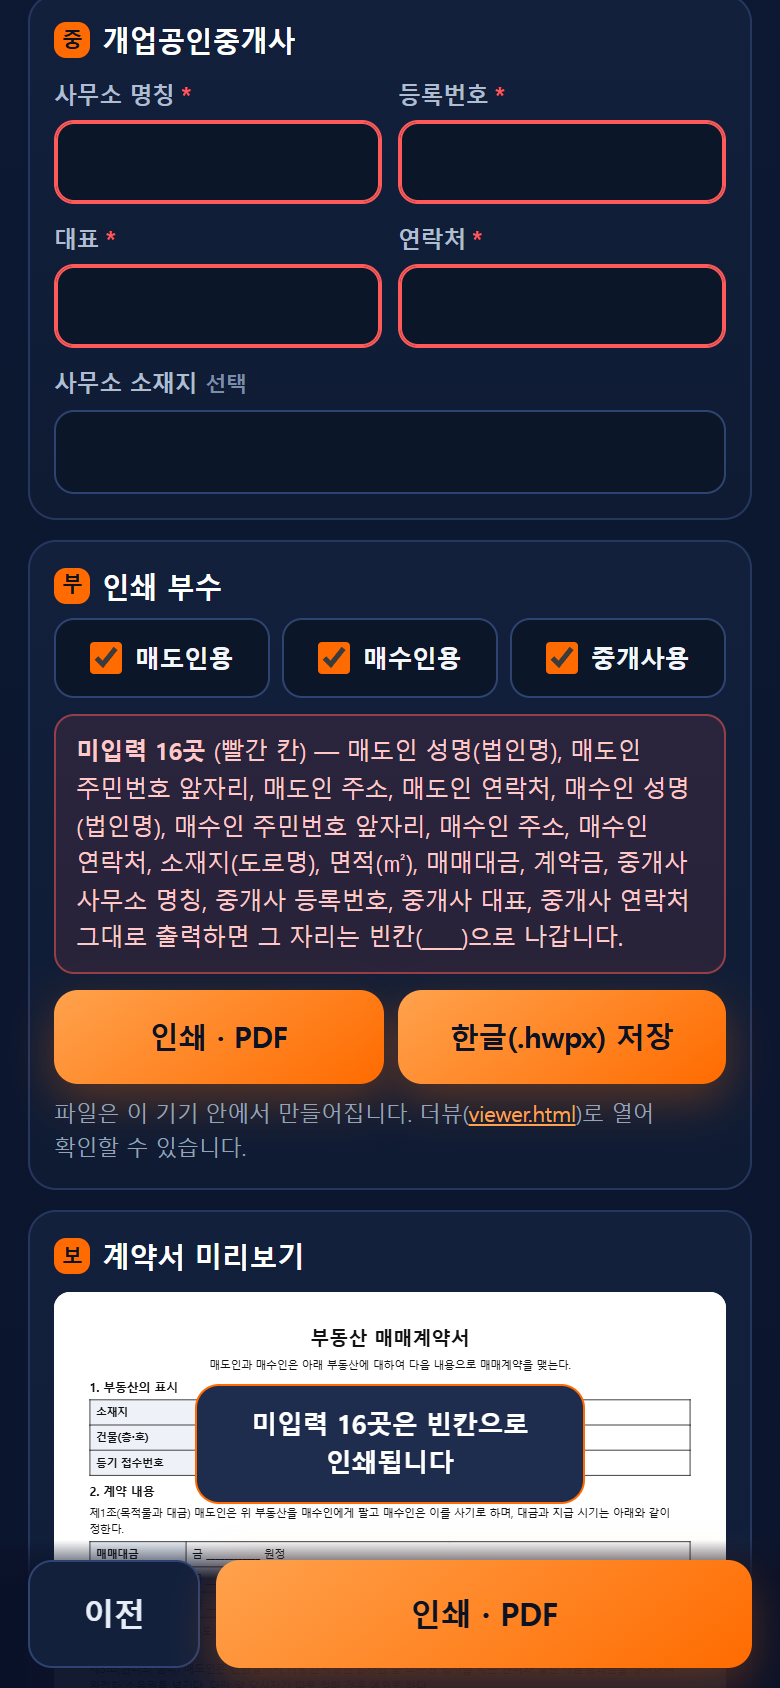 중 개업공인중개사
사무소 명칭 * 등록번호 *
대표 * 연락처 *
사무소 소재지 선택
부 인쇄 부수
매도인용 매수인용 중개사용
미입력 16곳 (빨간 칸) — 매도인 성명(법인명), 매도인
주민번호 앞자리, 매도인 주소, 매도인 연락처, 매수인 성명
(법인명), 매수인 주민번호 앞자리, 매수인 주소, 매수인
연락처, 소재지(도로명), 면적(㎡), 매매대금, 계약금, 중개사
사무소 명칭, 중개사 등록번호, 중개사 대표, 중개사 연락처
그대로 출력하면 그 자리는 빈칸(___)으로 나갑니다.
인쇄 · PDF 한글(.hwpx) 저장
파일은 이 기기 안에서 만들어집니다. 더뷰(viewer.html)로 열어
확인할 수 있습니다.
보 계약서 미리보기
부동산 매매계약서
매도인과 매수인은 아래 부동산에 대하여 다음 내용으로 매매계약을 맺는다.
1. 부동산의 표시
소재지
건물(층·호)
등기 접수번호
미입력 16곳은 빈칸으로
인쇄됩니다
2. 계약 내용
제1조(목적물과 대금) 매도인은 위 부동산을 매수인에게 팔고 매수인은 이를 사기로 하며, 대금과 지급 시기는 아래와 같이
정한다.
매매대금 금 __________ 원정
이전 인쇄 · PDF